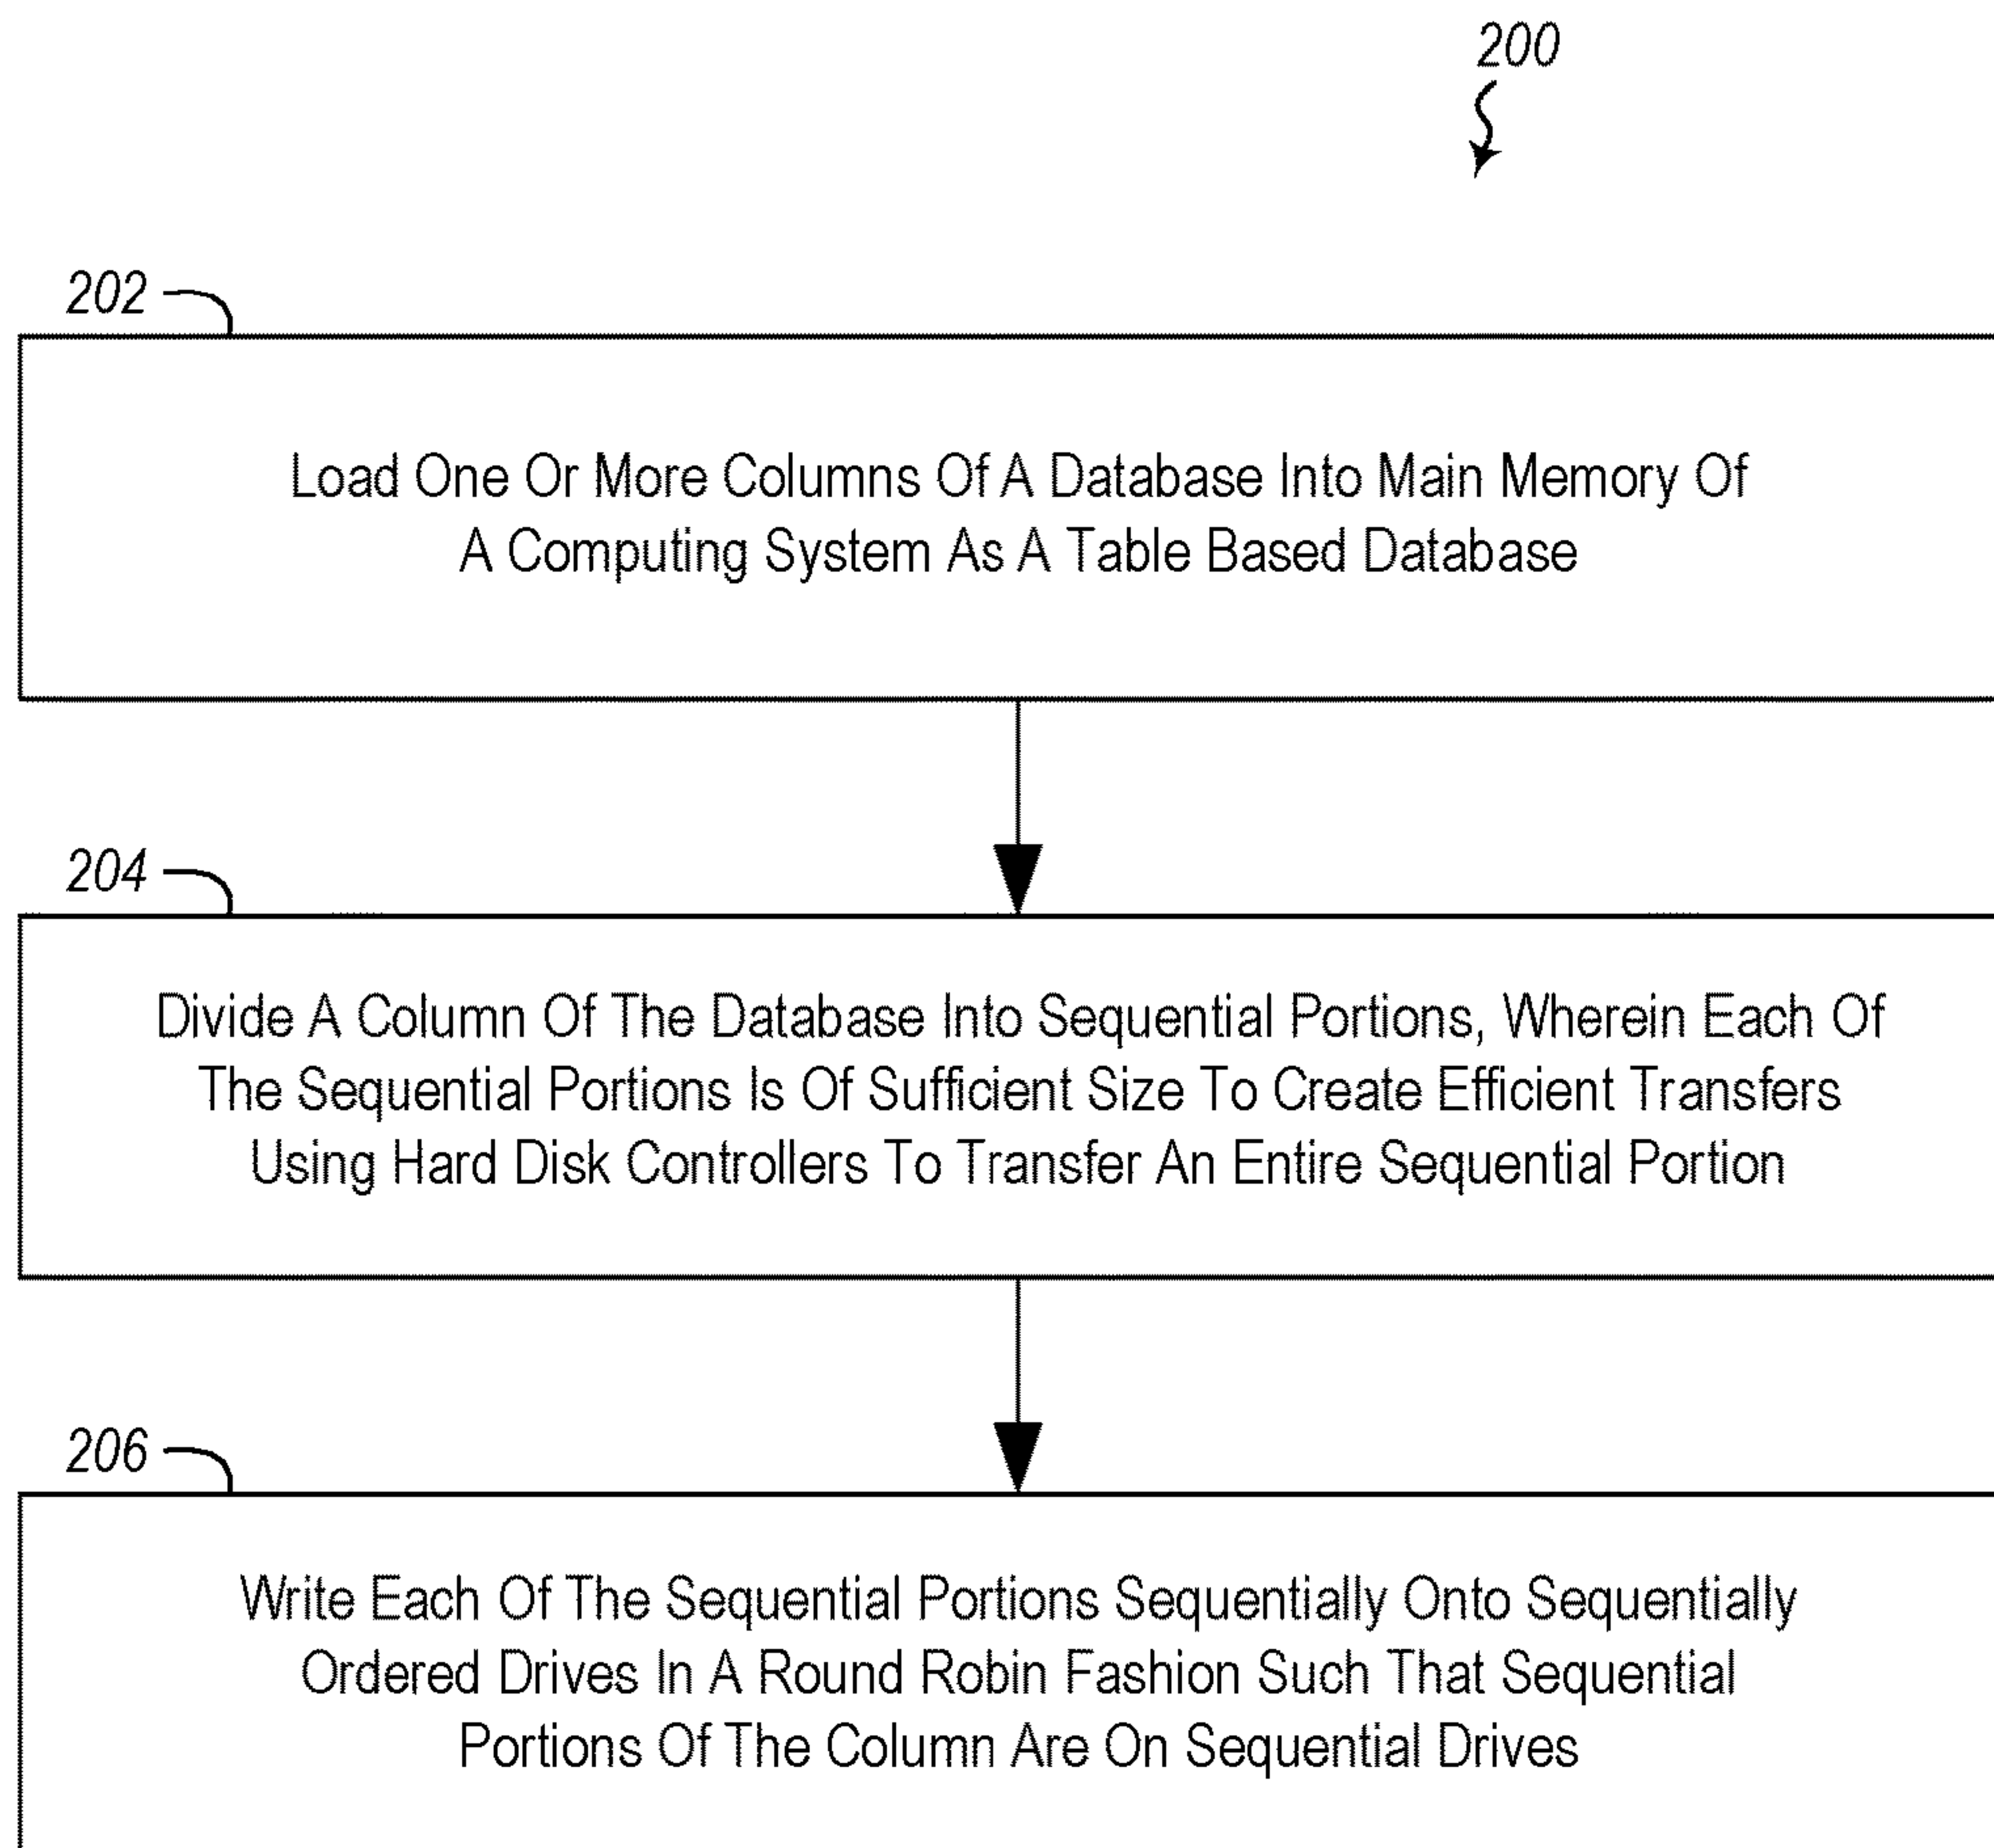 200
202
Load One Or More Columns Of A Database Into Main Memory Of
A Computing System As A Table Based Database
204
Divide A Column Of The Database Into Sequential Portions, Wherein Each Of
The Sequential Portions Is Of Sufficient Size To Create Efficient Transfers
Using Hard Disk Controllers To Transfer An Entire Sequential Portion
206
Write Each Of The Sequential Portions Sequentially Onto Sequentially
Ordered Drives In A Round Robin Fashion Such That Sequential
Portions Of The Column Are On Sequential Drives